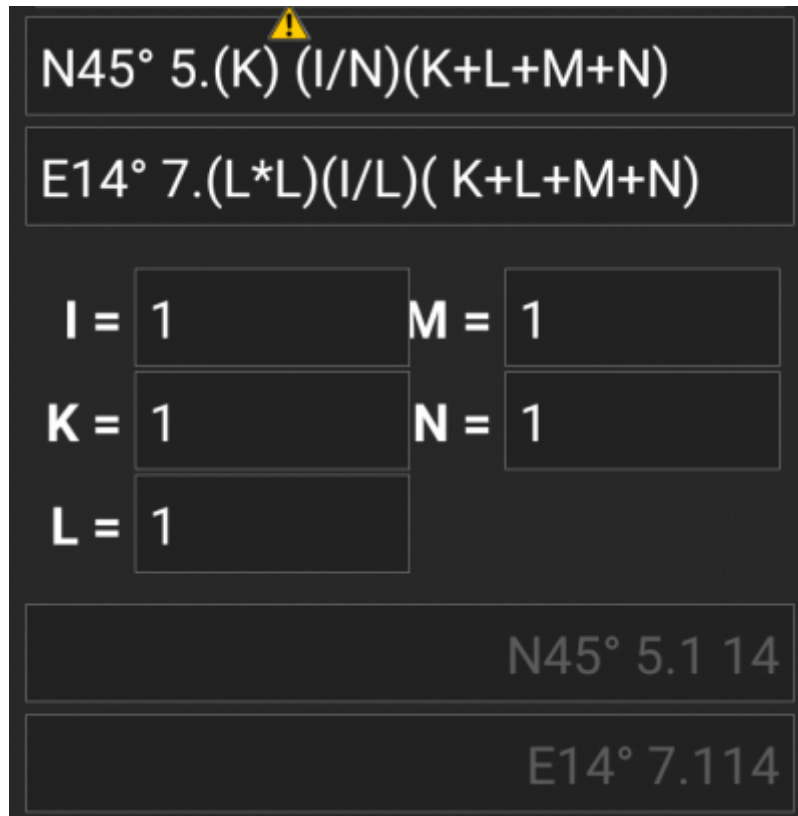 N45° 5.(K) (I/N)(K+L+M+N)
E14° 7.(L*L)(I/L)( K+L+M+N)
I = 1 M = 1
K = 1 N = 1
L = 1
N45° 5.1 14
E14° 7.114